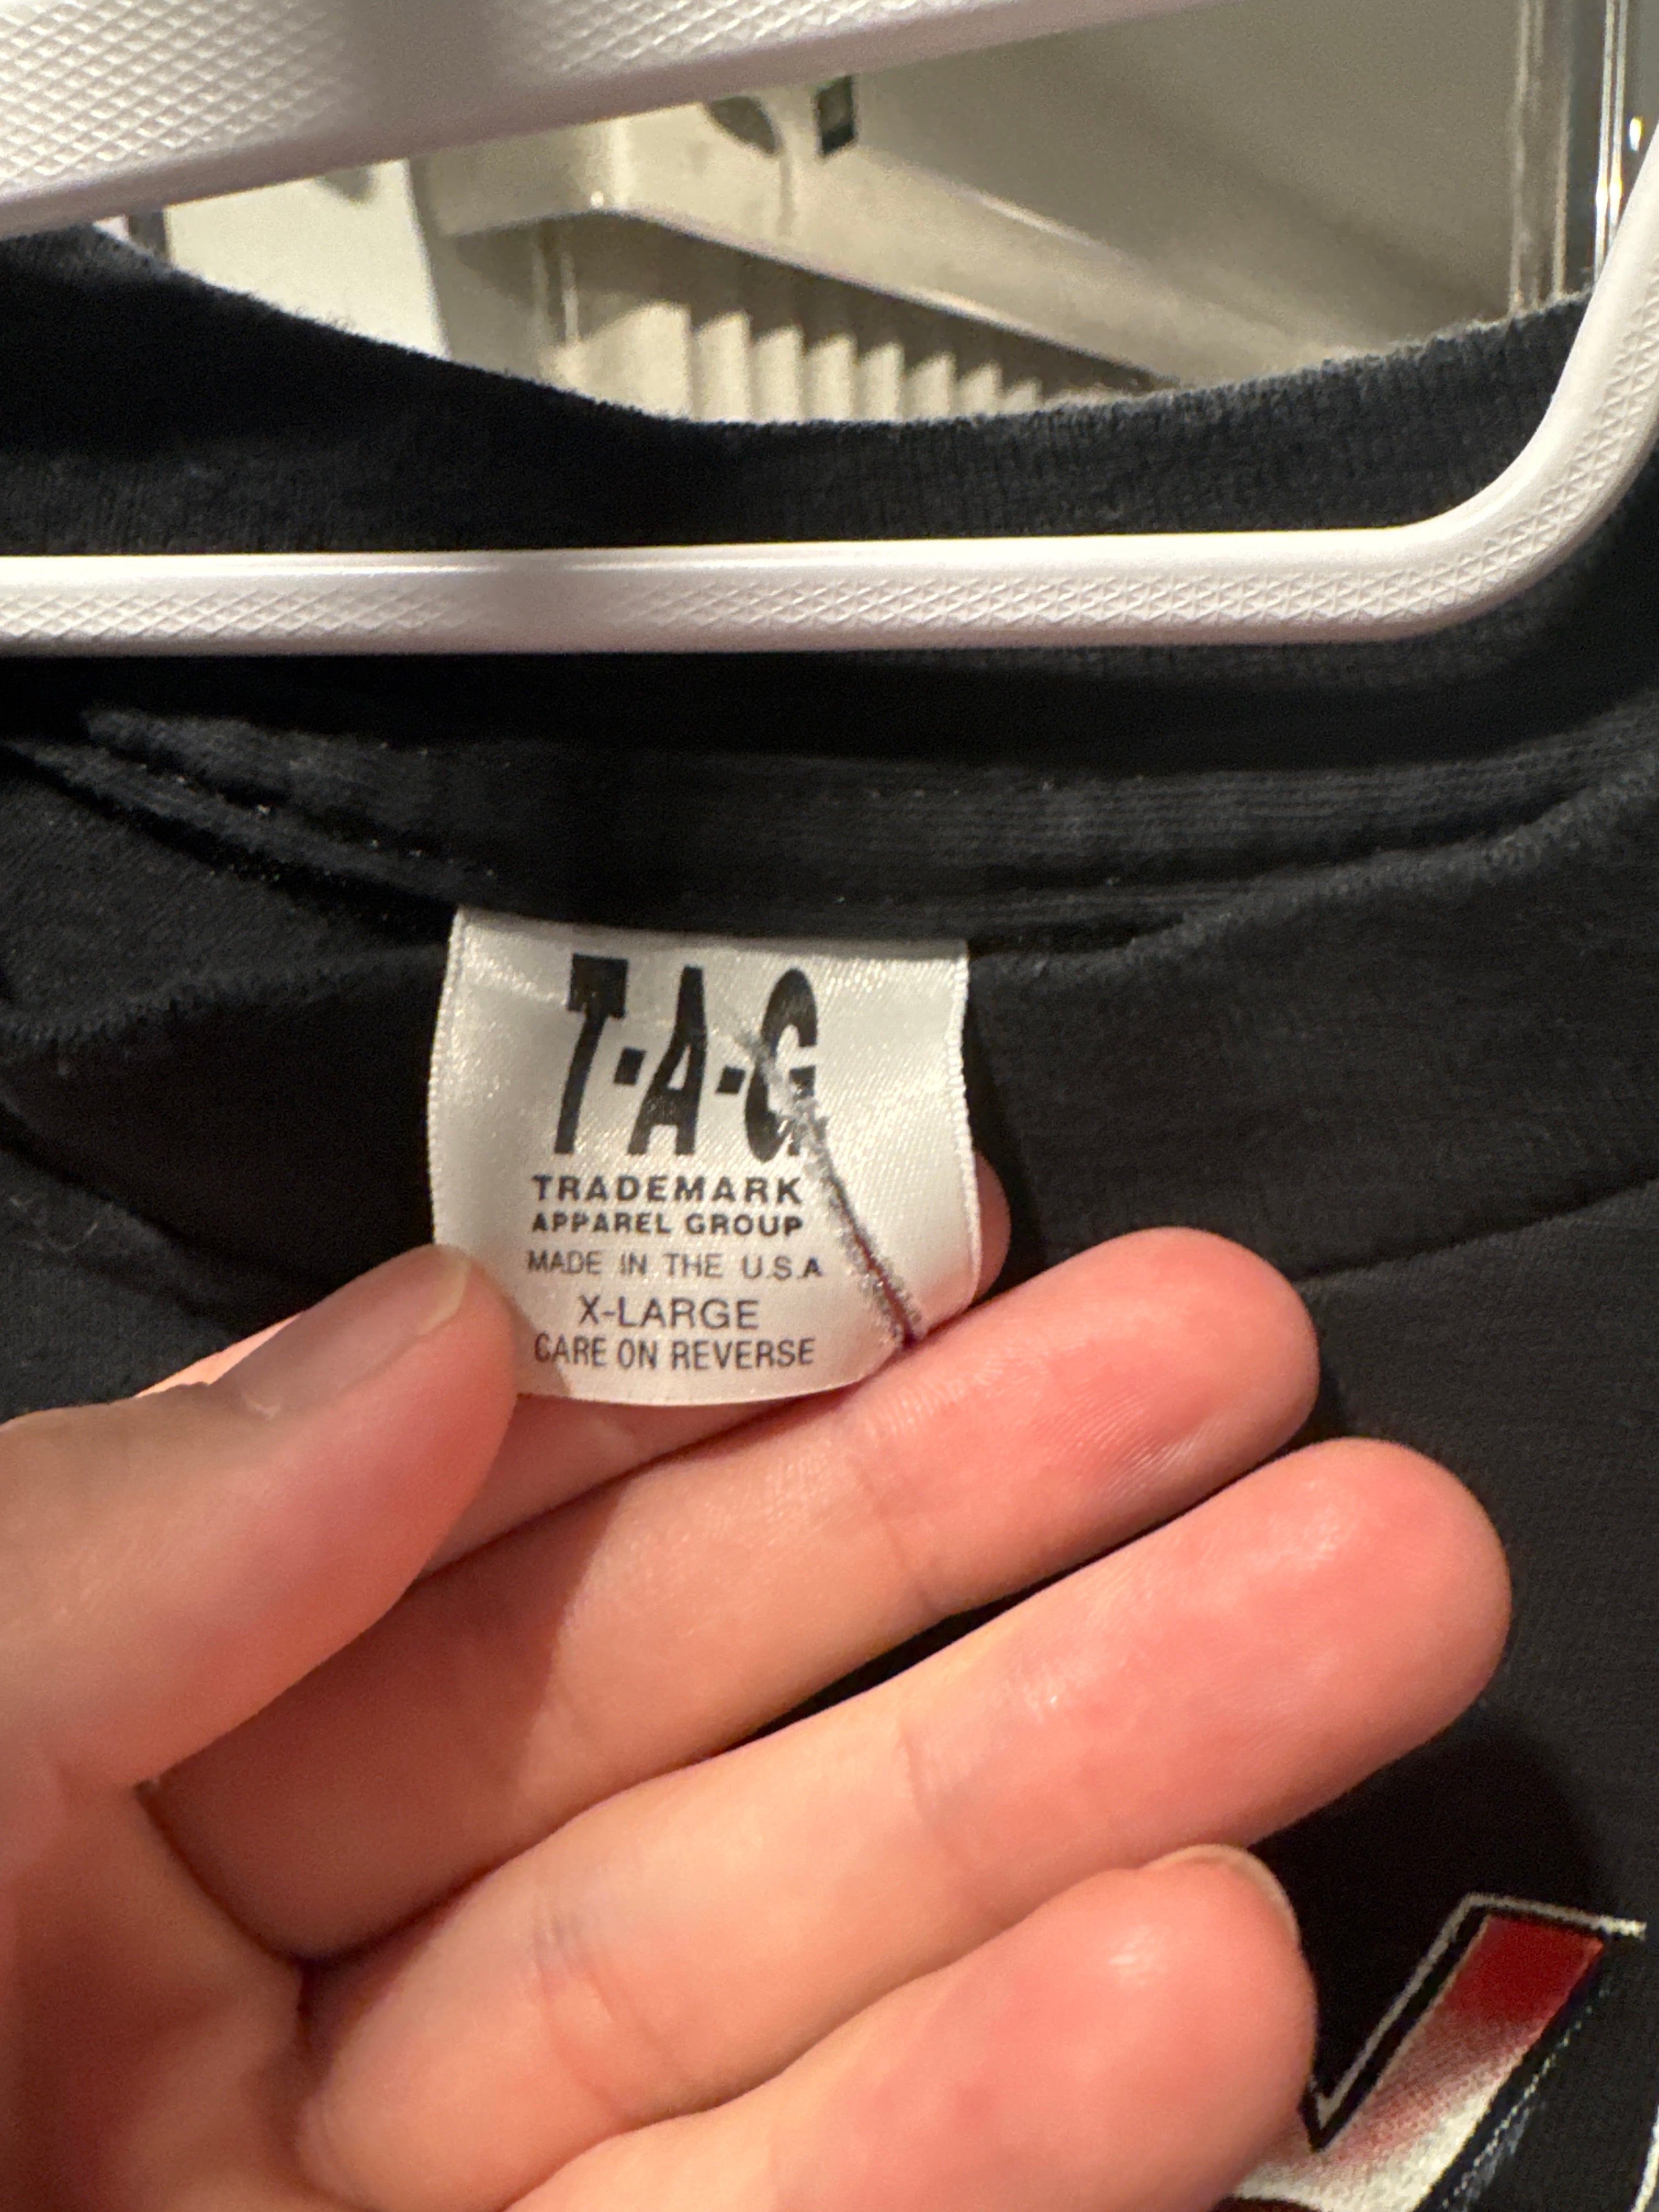 T-A-G
TRADEMARK
APPAREL GROUP
MADE IN THE U.S.A
X-LARGE
CARE ON REVERSE